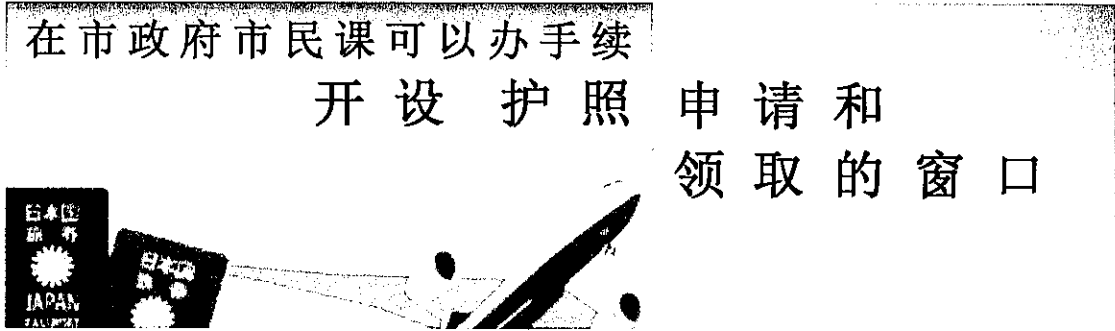 在市政府市民课可以办手续
开设 护照 申请和
领取的窗口
日本国
旅券
JAPAN
PASSPORT
日本国
旅券